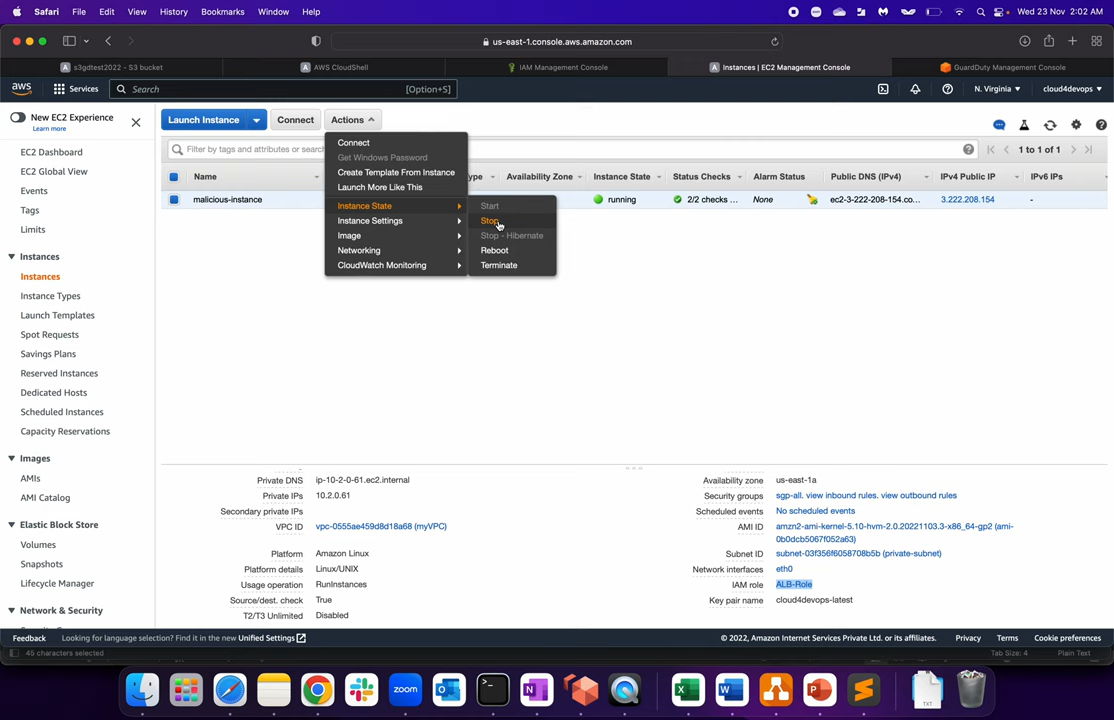 Safari File Edit View History Bookmarks Window Help Wed 23 Nov 2:02 AM
us-east-1.console.aws.amazon.com
s3gdtest2022 - S3 bucket AWS CloudShell IAM Management Console Instances | EC2 Management Console GuardDuty Management Console
aws Services Search [Option+S] N. Virginia cloud4devops
New EC2 Experience
Learn more
Launch Instance Connect Actions
EC2 Dashboard
EC2 Global View
Events
Tags
Limits
Instances
Instances
Instance Types
Launch Templates
Spot Requests
Savings Plans
Reserved Instances
Dedicated Hosts
Scheduled Instances
Capacity Reservations
Images
AMIs
AMI Catalog
Elastic Block Store
Volumes
Snapshots
Lifecycle Manager
Network & Security
Filter by tags and attributes or search 1 to 1 of 1
Name Type Availability Zone Instance State Status Checks Alarm Status Public DNS (IPv4) IPv4 Public IP IPv6 IPs
malicious-instance running 2/2 checks ... None ec2-3-222-208-154.co... 3.222.208.154 -
Connect
Get Windows Password
Create Template From Instance
Launch More Like This
Instance State
Instance Settings
Image
Networking
CloudWatch Monitoring
Start
Stop
Stop - Hibernate
Reboot
Terminate
Private DNS ip-10-2-0-61.ec2.internal
Private IPs 10.2.0.61
Secondary private IPs
VPC ID vpc-0555ae459d8d18a68 (myVPC)
Platform Amazon Linux
Platform details Linux/UNIX
Usage operation RunInstances
Source/dest. check True
T2/T3 Unlimited Disabled
Availability zone us-east-1a
Security groups sgp-all. view inbound rules. view outbound rules
Scheduled events No scheduled events
AMI ID amzn2-ami-kernel-5.10-hvm-2.0.20221103.3-x86_64-gp2 (ami-
0b0dcb5067f052a63)
Subnet ID subnet-03f356f6058708b5b (private-subnet)
Network interfaces eth0
IAM role ALB-Role
Key pair name cloud4devops-latest
Feedback Looking for language selection? Find it in the new Unified Settings © 2022, Amazon Internet Services Private Ltd. or its affiliates. Privacy Terms Cookie preferences
45 characters selected Tab Size: 4 Plain Text
zoom
TXT